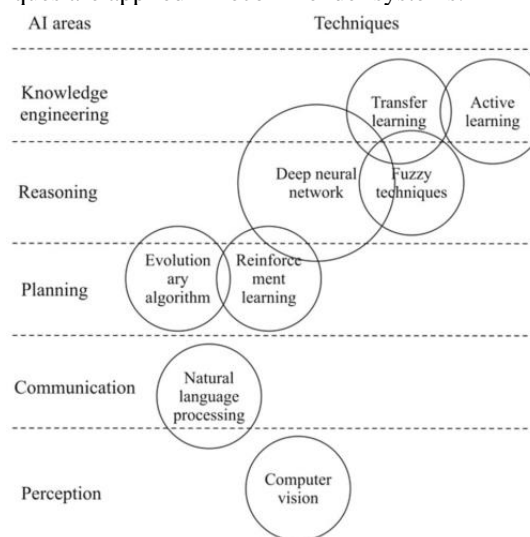 AI areas Techniques
Knowledge
engineering
Transfer
learning
Active
learning
Reasoning
Deep neural
network
Fuzzy
techniques
Planning
Evolution
ary
algorithm
Reinforce
ment
learning
Communication
Natural
language
processing
Perception
Computer
vision